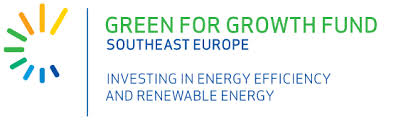 GREEN FOR GROWTH FUND
SOUTHEAST EUROPE
INVESTING IN ENERGY EFFICIENCY
AND RENEWABLE ENERGY